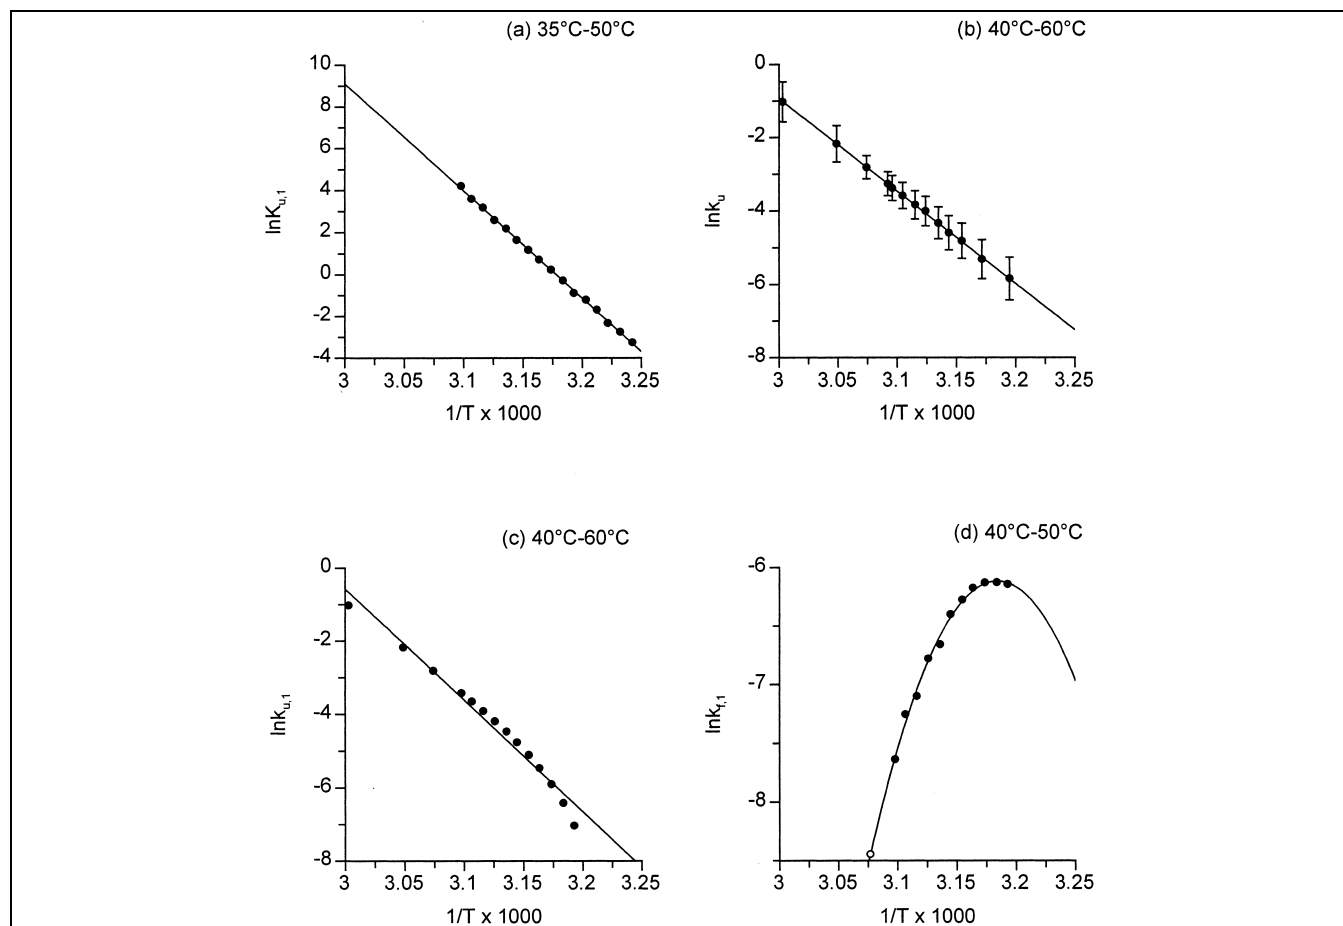 (a) 35°C-50°C
10
8
6
4
2
0
-2
-4
lnK u,1
3 3.05 3.1 3.15 3.2 3.25
1/T x 1000
(b) 40°C-60°C
0
-2
-4
-6
-8
lnk u
3 3.05 3.1 3.15 3.2 3.25
1/T x 1000
(c) 40°C-60°C
0
-2
-4
-6
-8
lnk u,1
3 3.05 3.1 3.15 3.2 3.25
1/T x 1000
(d) 40°C-50°C
-6
-7
-8
lnk f,1
3 3.05 3.1 3.15 3.2 3.25
1/T x 1000